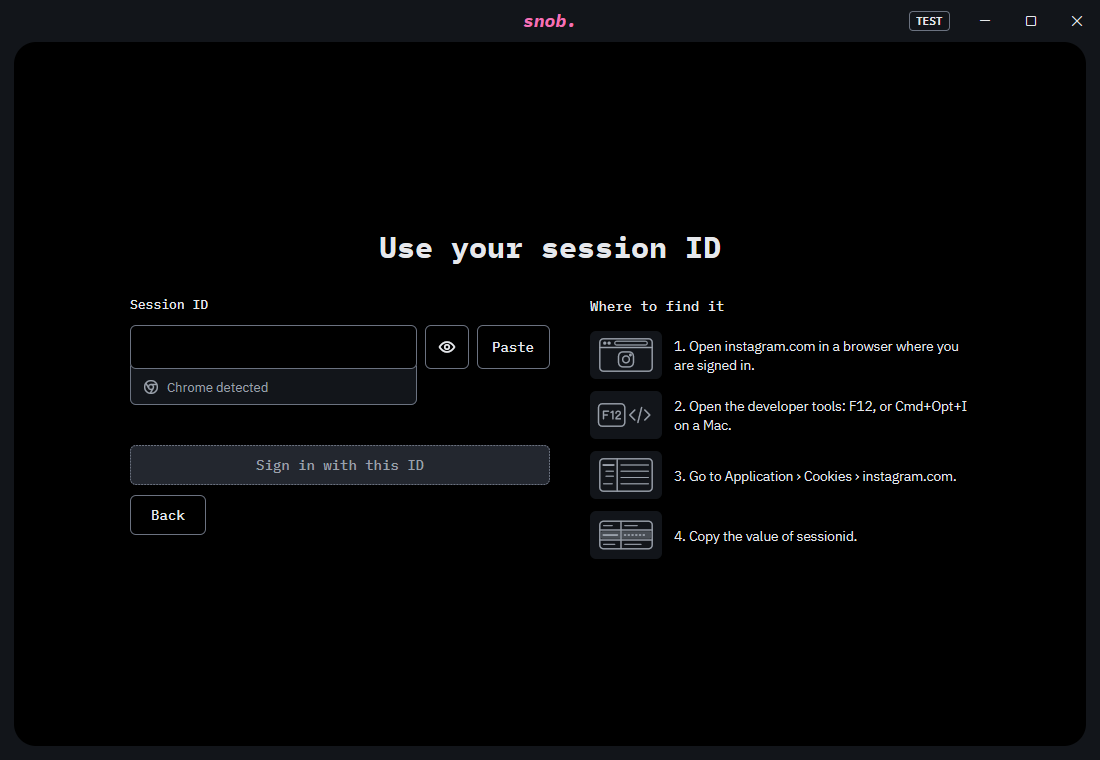 snob.
TEST
Use your session ID
Session ID
Paste
Chrome detected
Sign in with this ID
Back
Where to find it
1. Open instagram.com in a browser where you
are signed in.
F12 </>
2. Open the developer tools: F12, or Cmd+Opt+I
on a Mac.
3. Go to Application › Cookies › instagram.com.
4. Copy the value of sessionid.